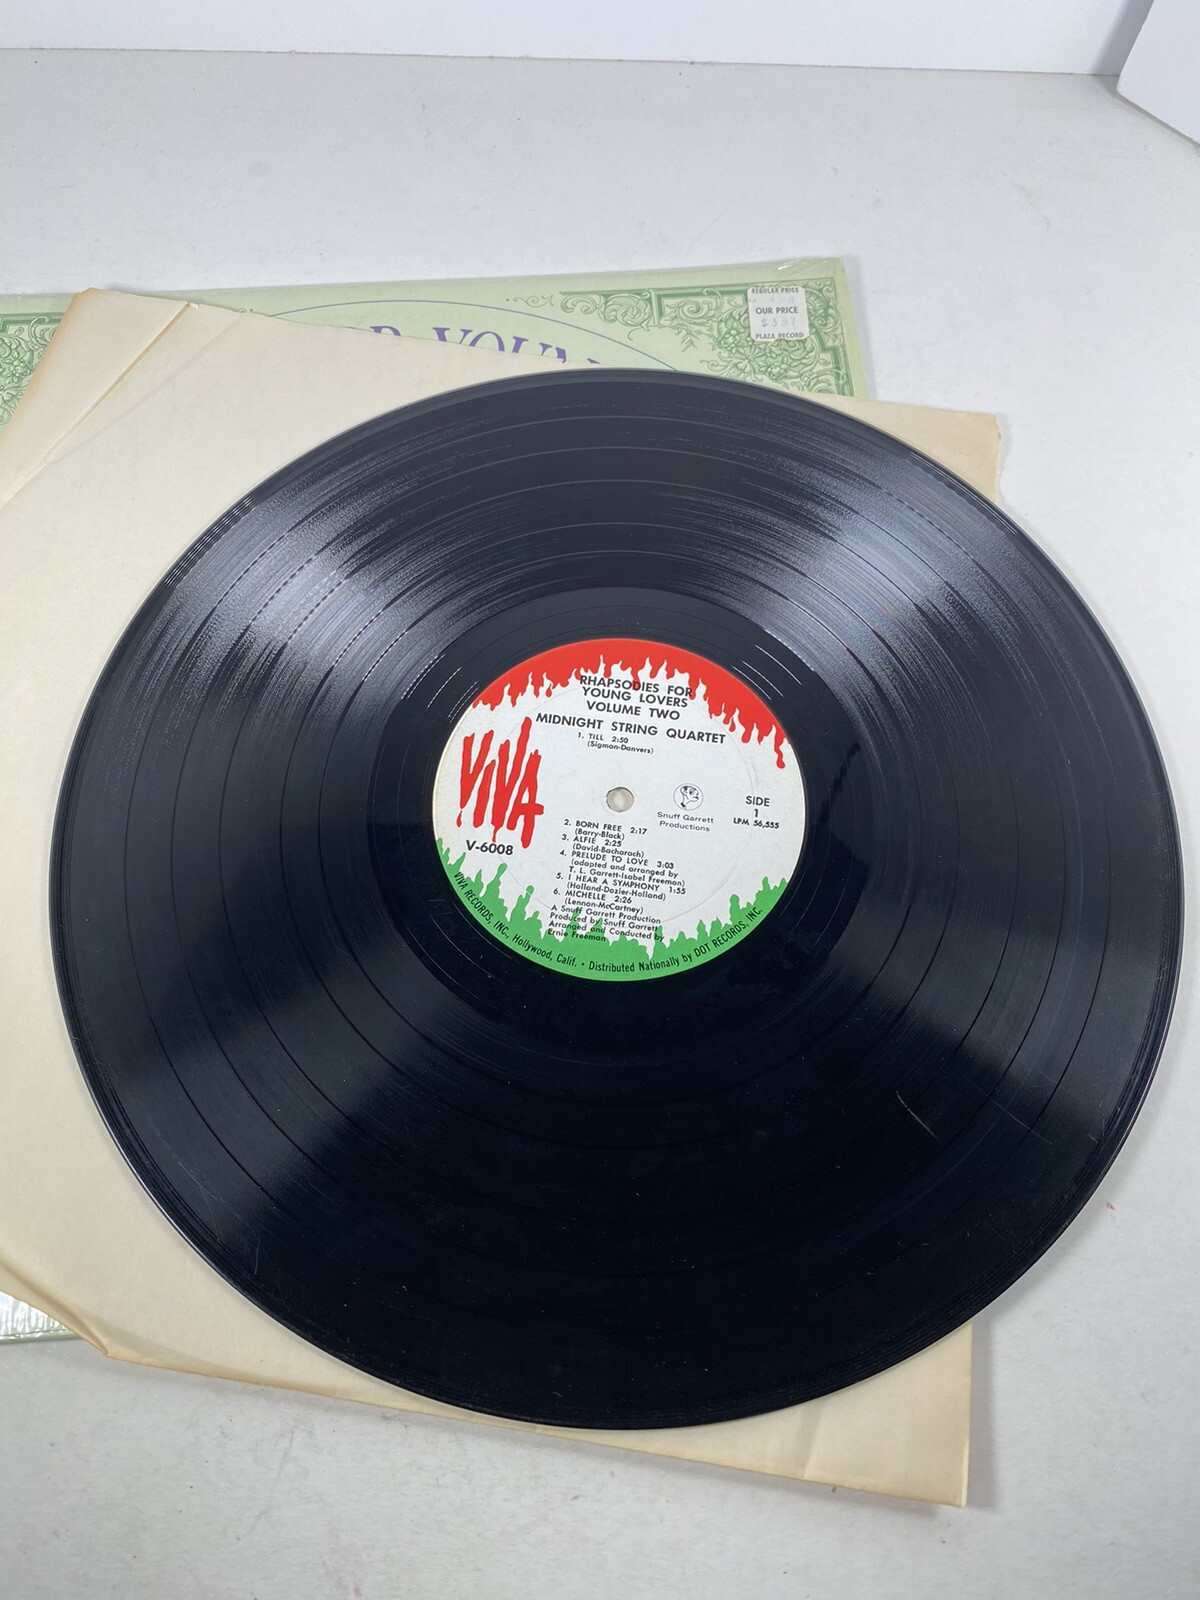 REGULAR PRICE
OUR PRICE
$3.97
PLAZA RECORD
FOR YOUN
RHAPSODIES FOR
YOUNG LOVERS
VOLUME TWO
MIDNIGHT STRING QUARTET
1. TILL 2:50
(Sigman-Danvers)
VIVA
V-6008
Snuff Garrett
Productions
SIDE
1
LPM 56,555
2. BORN FREE 2:17
(Barry-Black)
3. ALFIE 2:25
(David-Bacharach)
4. PRELUDE TO LOVE 3:03
(adapted and arranged by
T. L. Garrett-Isabel Freeman)
5. I HEAR A SYMPHONY 1:55
(Holland-Dozier-Holland)
6. MICHELLE 2:26
(Lennon-McCartney)
A Snuff Garrett Production
Produced by Snuff Garrett
Arranged and Conducted by
Ernie Freeman
VIVA RECORDS, INC., Hollywood, Calif. • Distributed Nationally by DOT RECORDS, INC.